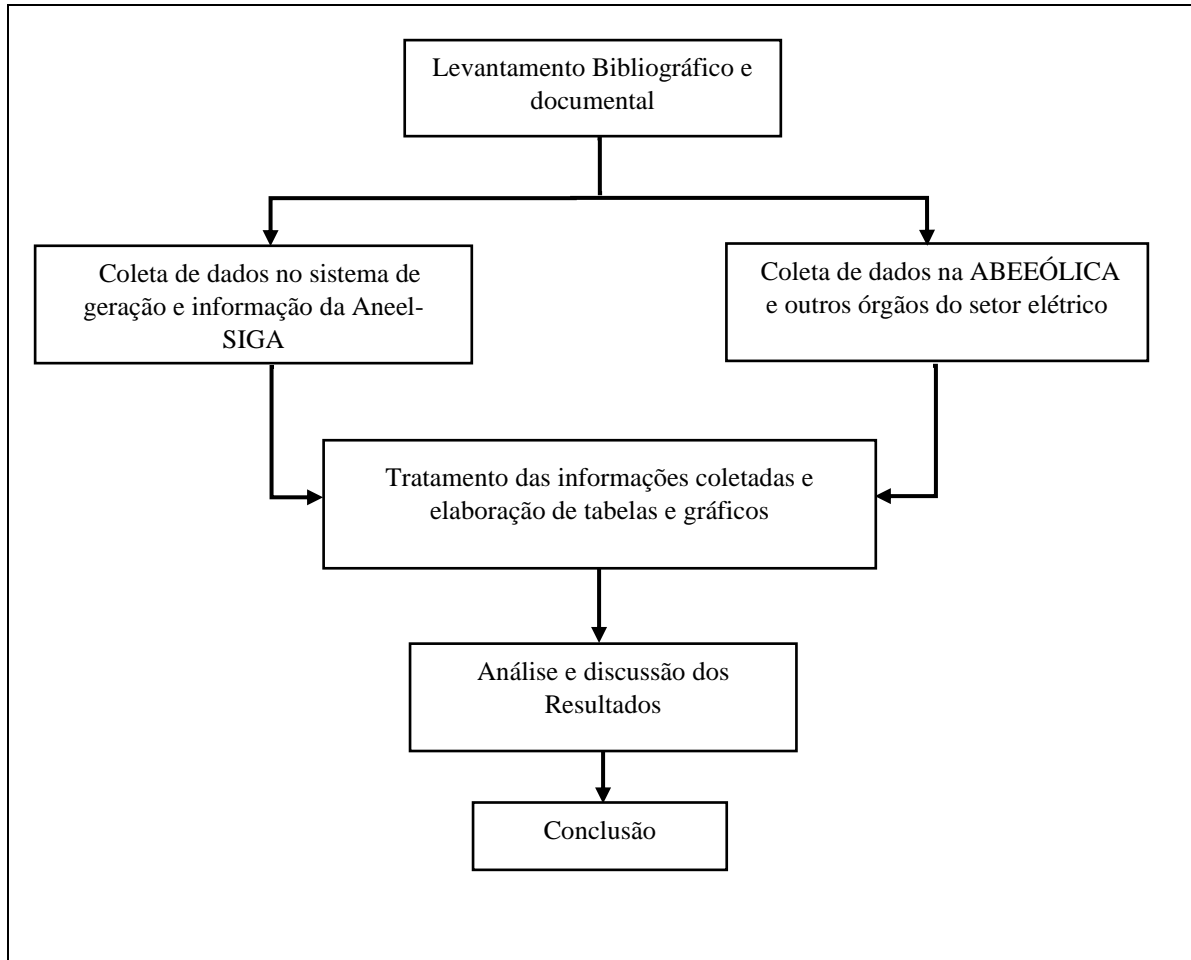 Levantamento Bibliográfico e
documental
Coleta de dados no sistema de
geração e informação da Aneel-
SIGA
Coleta de dados na ABEEÓLICA
e outros órgãos do setor elétrico
Tratamento das informações coletadas e
elaboração de tabelas e gráficos
Análise e discussão dos
Resultados
Conclusão